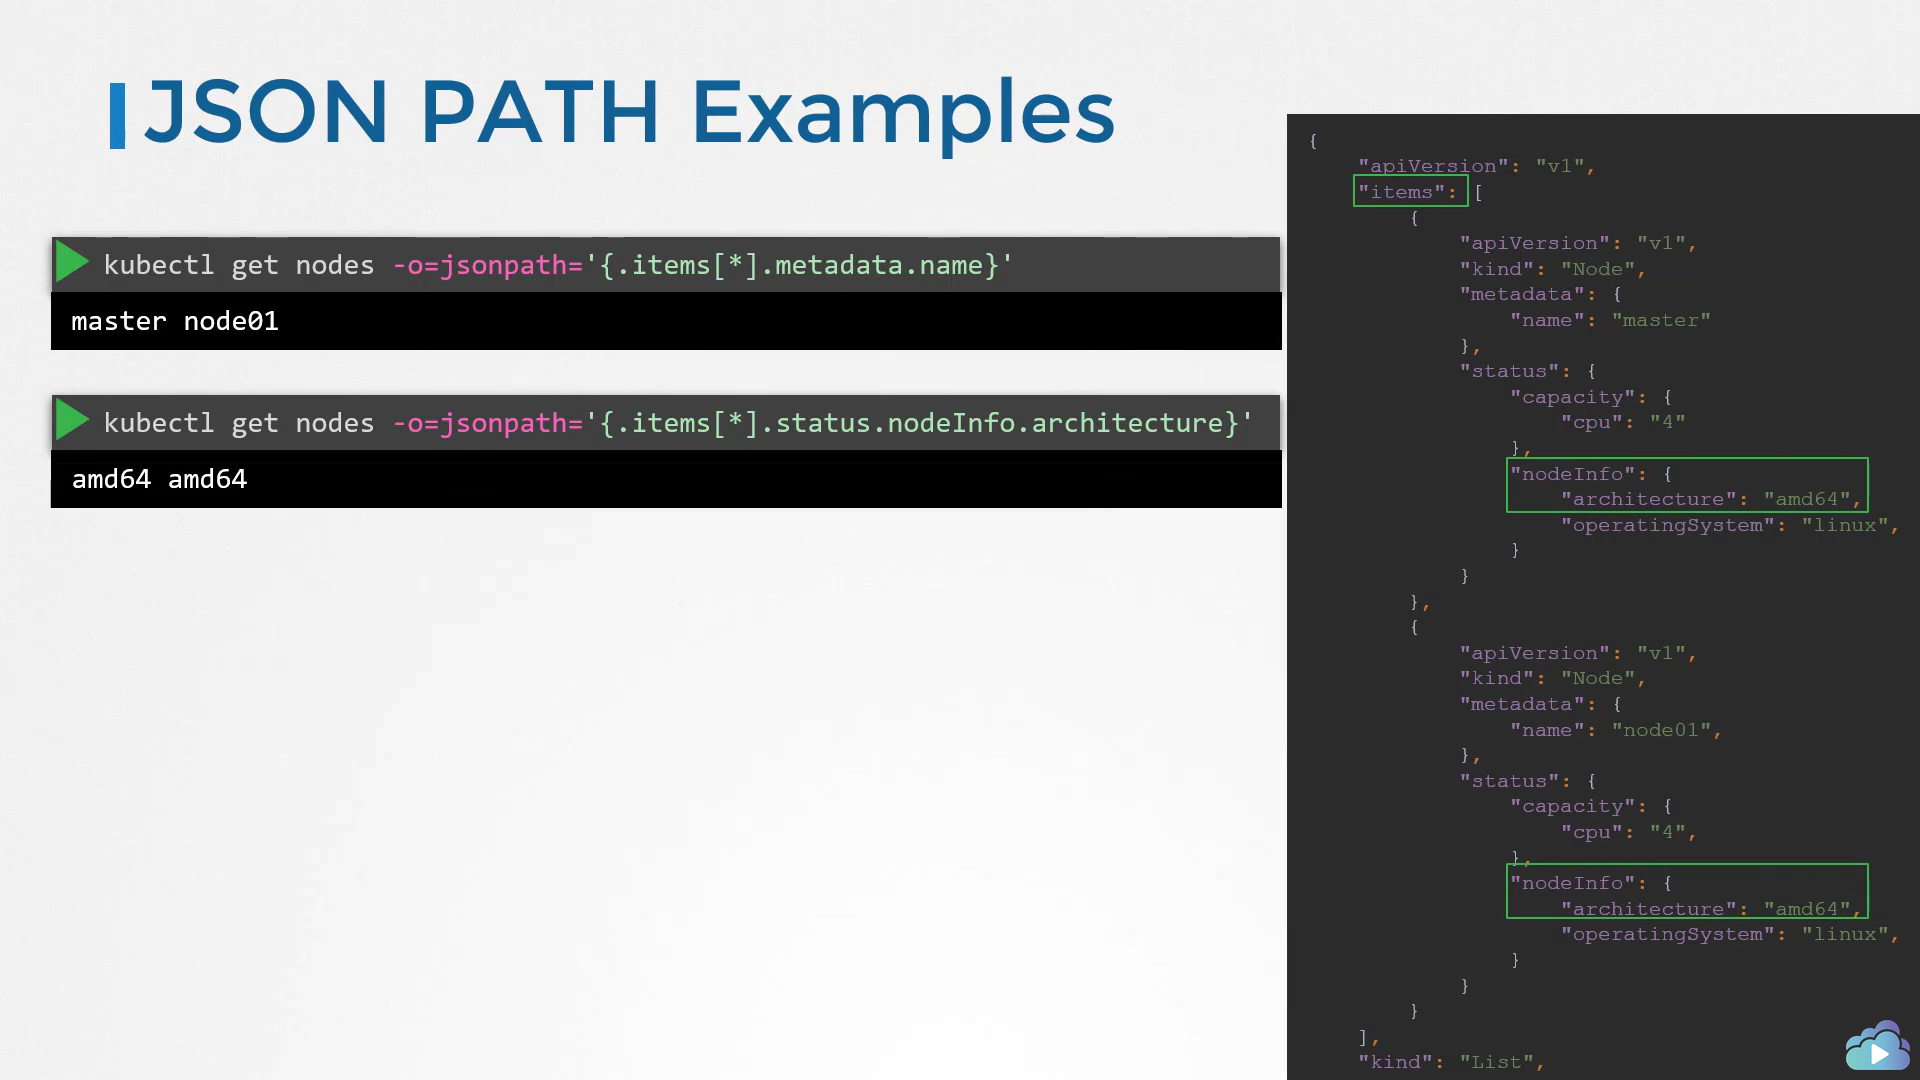 JSON PATH Examples
kubectl get nodes -o=jsonpath='{.items[*].metadata.name}'
master node01
kubectl get nodes -o=jsonpath='{.items[*].status.nodeInfo.architecture}'
amd64 amd64
{
"apiVersion": "v1",
"items": [
{
"apiVersion": "v1",
"kind": "Node",
"metadata": {
"name": "master"
},
"status": {
"capacity": {
"cpu": "4"
},
"nodeInfo": {
"architecture": "amd64",
"operatingSystem": "linux",
}
}
},
{
"apiVersion": "v1",
"kind": "Node",
"metadata": {
"name": "node01",
},
"status": {
"capacity": {
"cpu": "4",
},
"nodeInfo": {
"architecture": "amd64",
"operatingSystem": "linux",
}
}
}
],
"kind": "List",